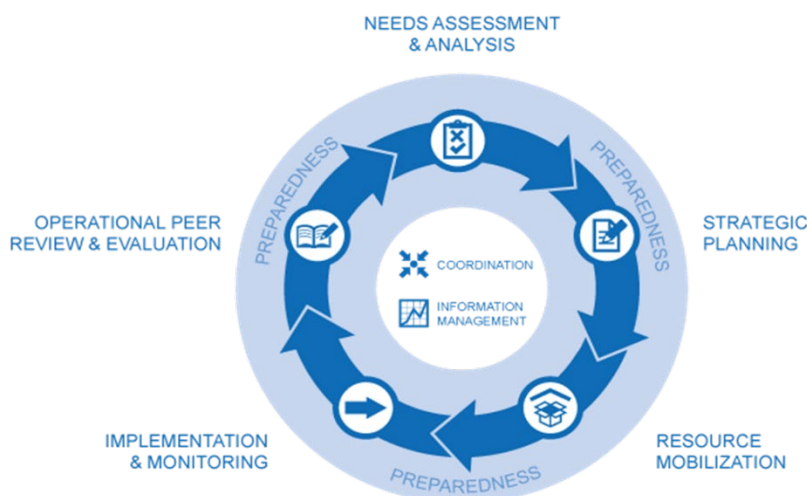 NEEDS ASSESSMENT
& ANALYSIS
PREPAREDNESS
PREPAREDNESS
OPERATIONAL PEER
REVIEW & EVALUATION
STRATEGIC
PLANNING
COORDINATION
INFORMATION
MANAGEMENT
IMPLEMENTATION
& MONITORING
RESOURCE
MOBILIZATION
PREPAREDNESS